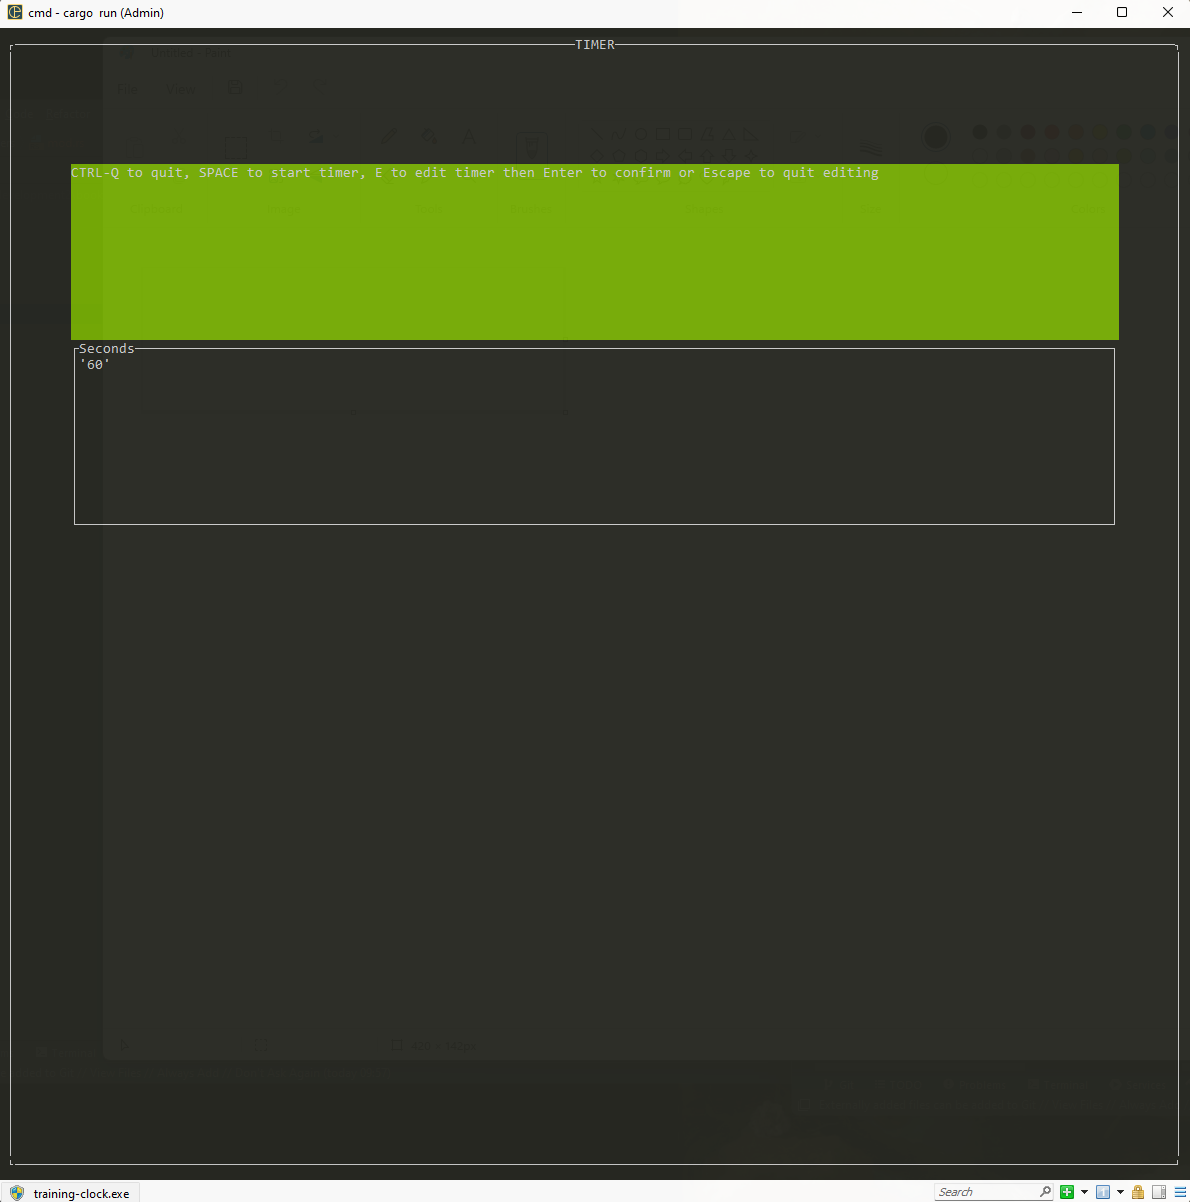 cmd - cargo  run (Admin)
TIMER
CTRL-Q to quit, SPACE to start timer, E to edit timer then Enter to confirm or Escape to quit editing
Seconds
'60'
training-clock.exe
Search